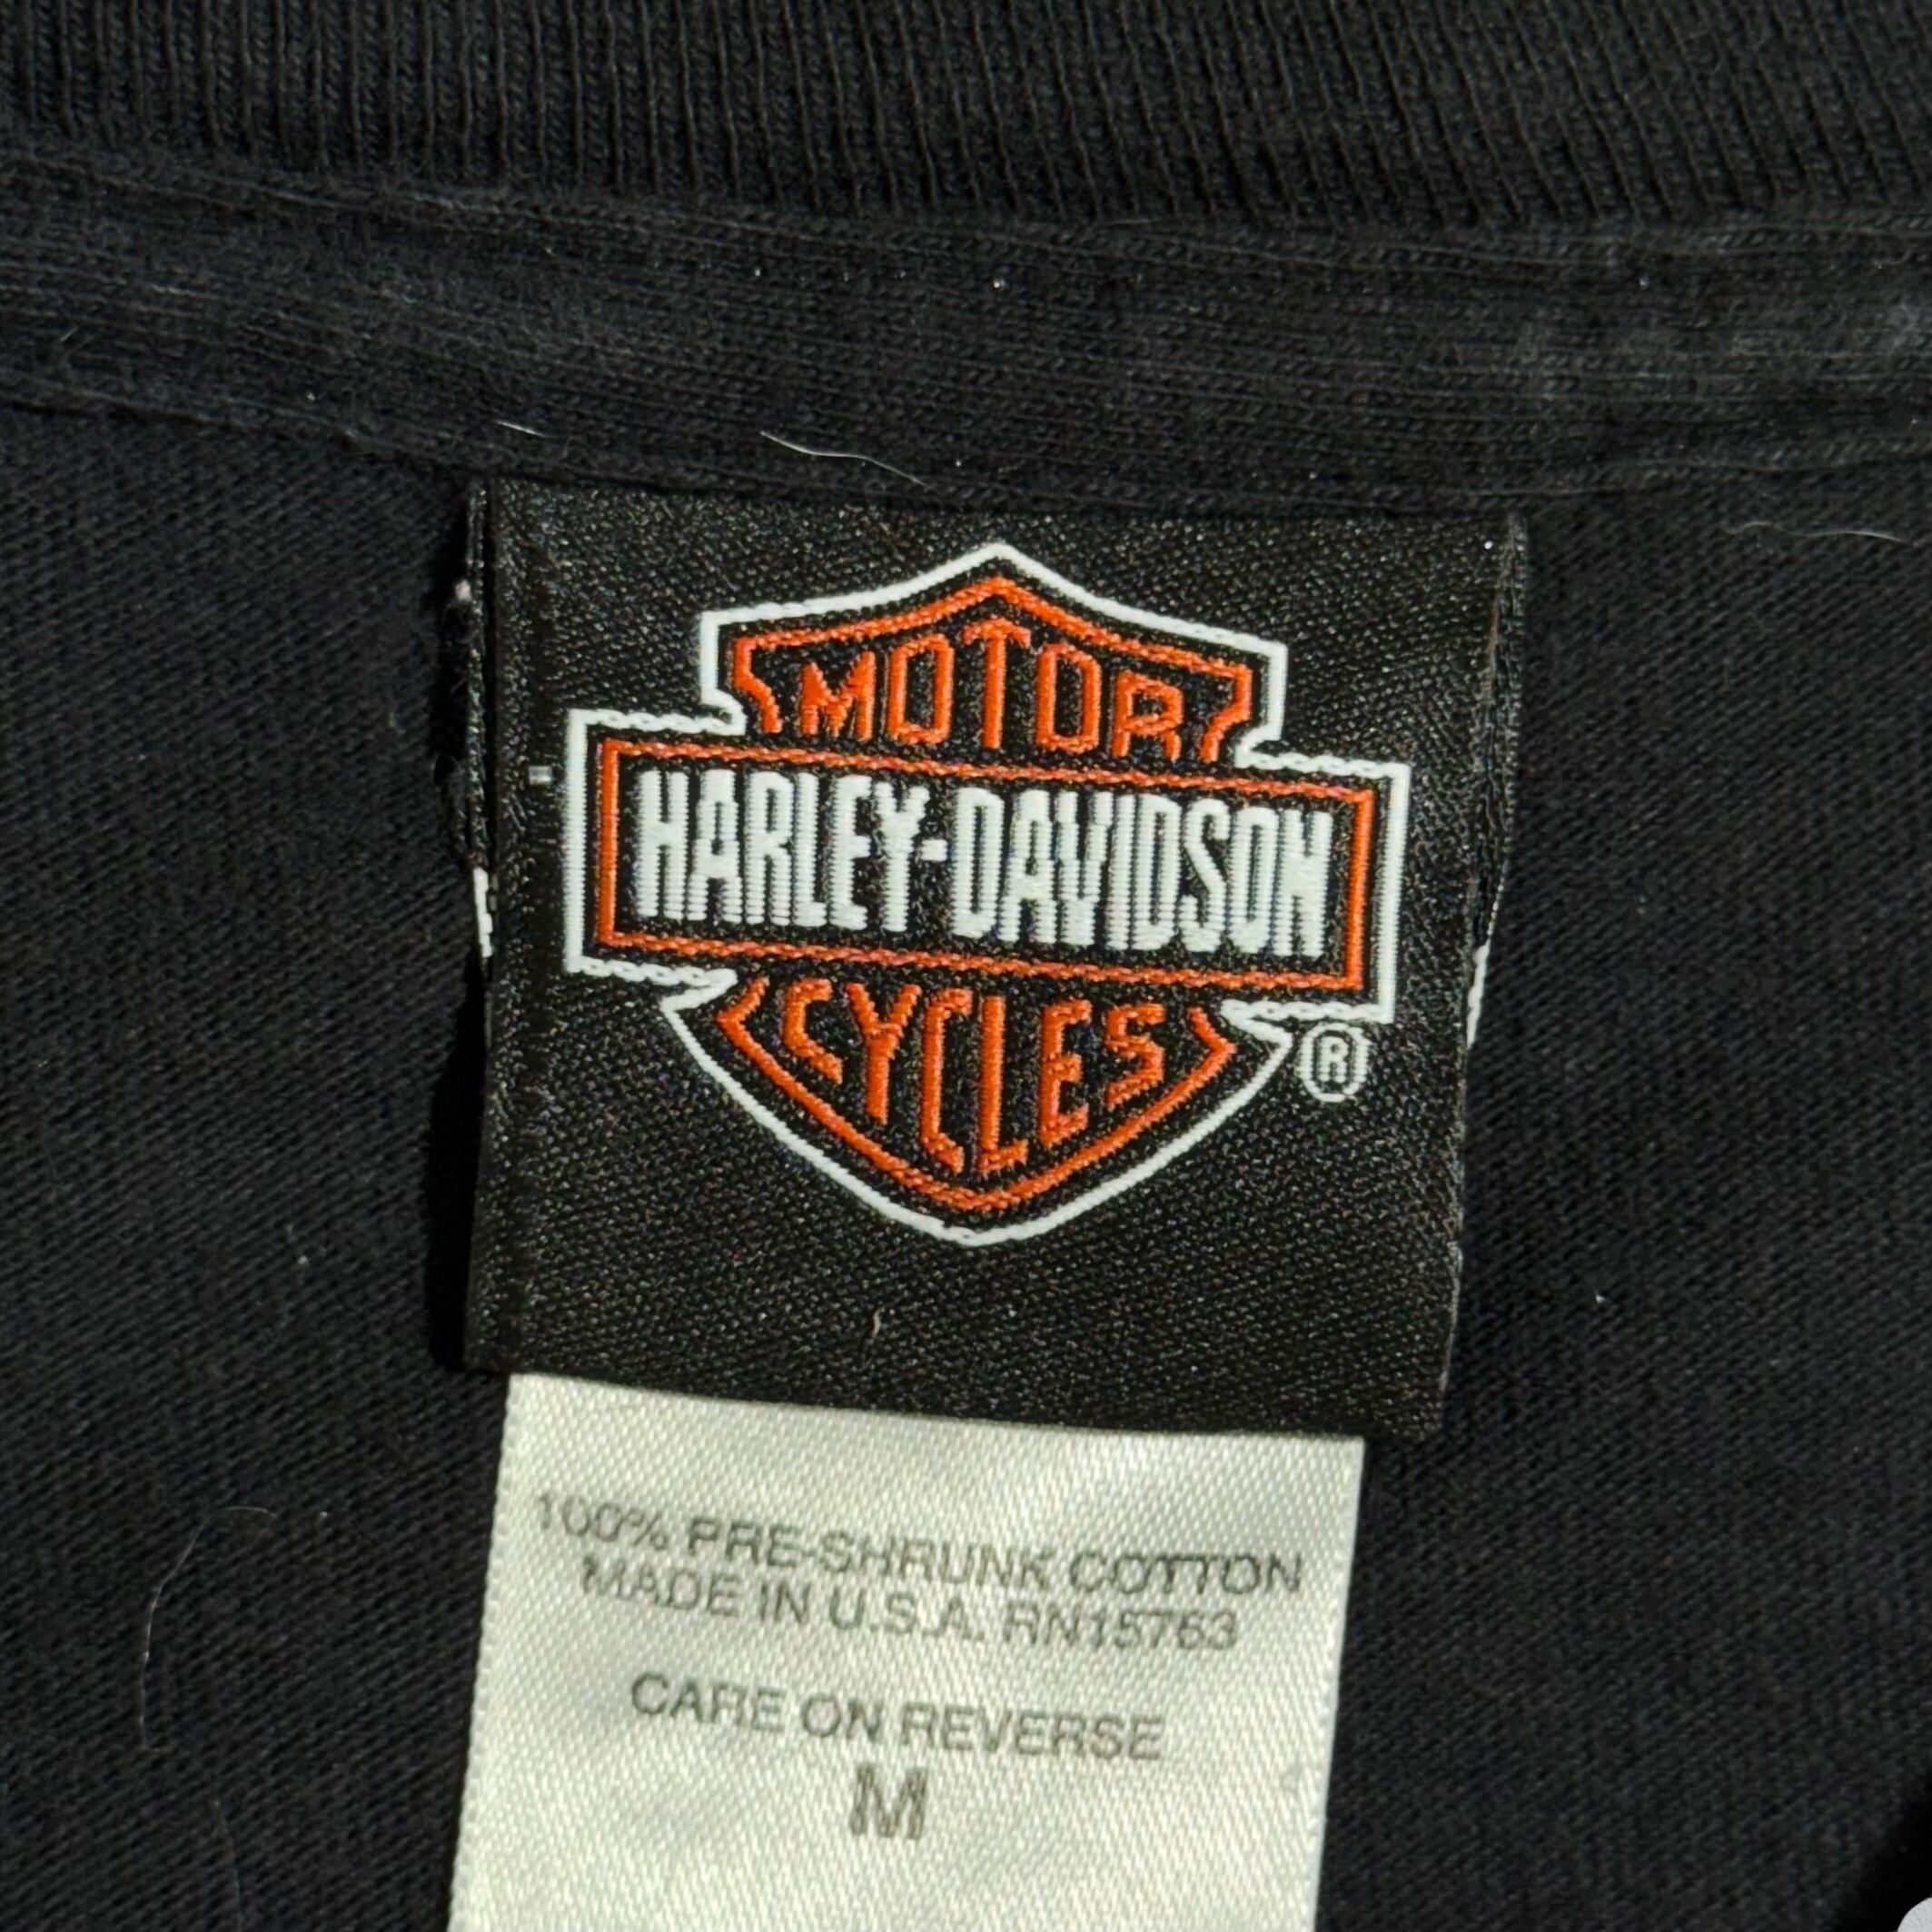 MOTOR
HARLEY-DAVIDSON
CYCLES
®
100% PRE-SHRUNK COTTON
MADE IN U.S.A. RN15763
CARE ON REVERSE
M